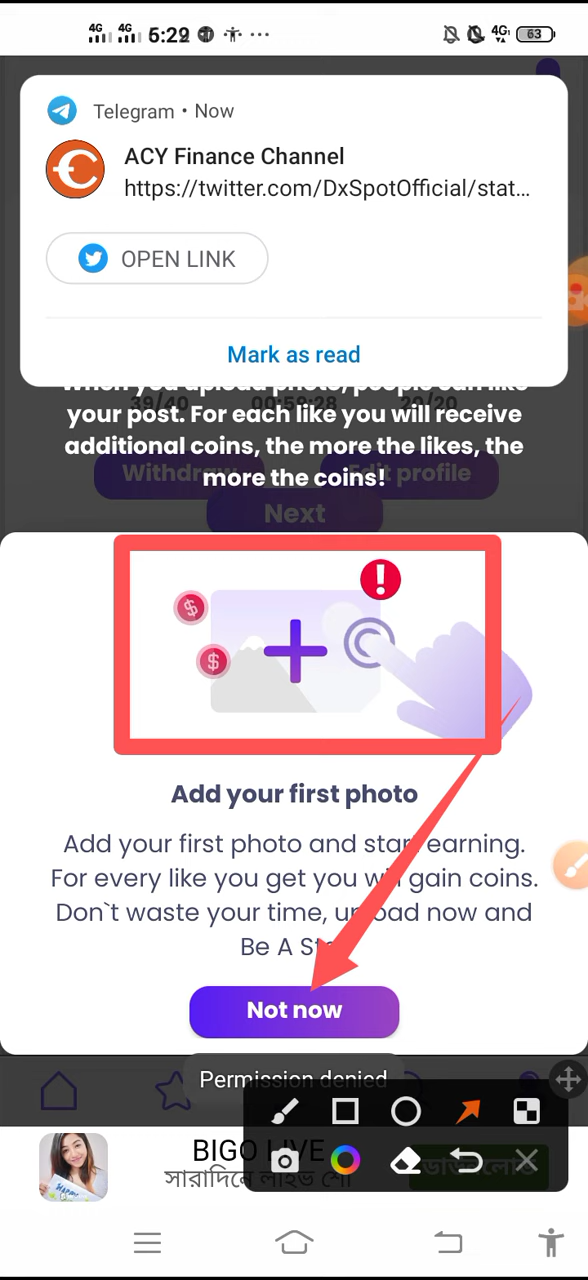 4G 4G 5:29 ... 4G 63
Telegram • Now
ACY Finance Channel
https://twitter.com/DxSpotOfficial/stat...
OPEN LINK
Mark as read
When you upload photo, people can like
39/40 00:59:28 20/20
your post. For each like you will receive
additional coins, the more the likes, the
Withdraw Edit profile
more the coins!
Next
!
$
$
Add your first photo
Add your first photo and start earning.
For every like you get you will gain coins.
Don`t waste your time, upload now and
Be A St
Not now
Permission denied
BIGO LIVE
সারাদিনে লাইভ শো
ডাউনলোড